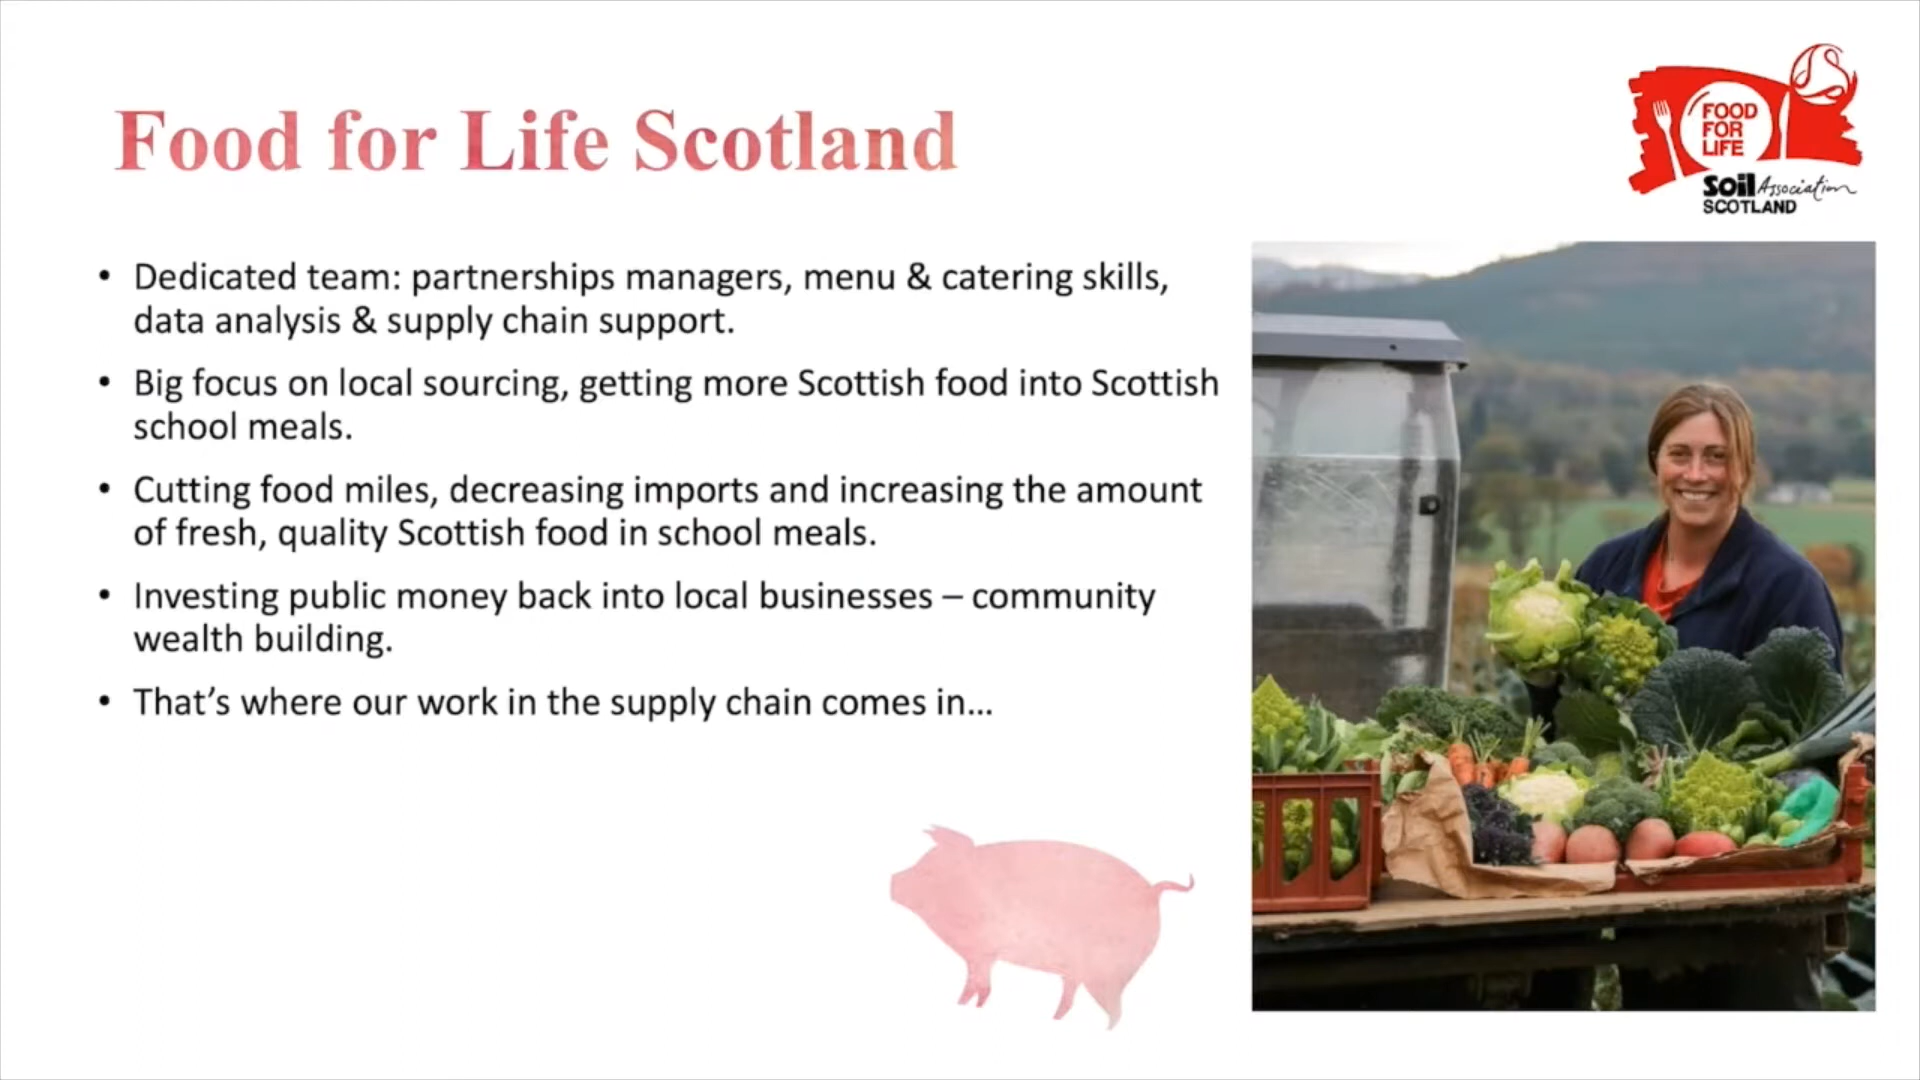 Food for Life Scotland
FOOD
FOR
LIFE
Soil Association
SCOTLAND
• Dedicated team: partnerships managers, menu & catering skills,
data analysis & supply chain support.
• Big focus on local sourcing, getting more Scottish food into Scottish
school meals.
• Cutting food miles, decreasing imports and increasing the amount
of fresh, quality Scottish food in school meals.
• Investing public money back into local businesses – community
wealth building.
• That’s where our work in the supply chain comes in...